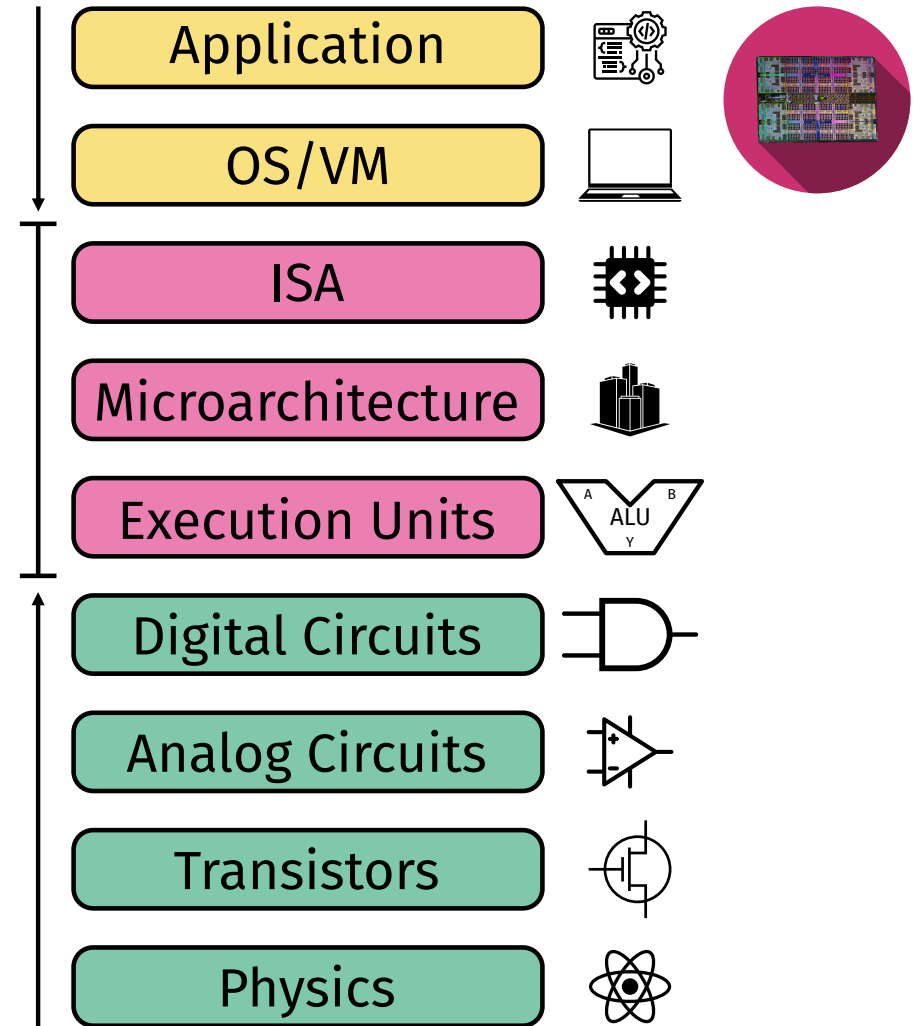 Application
OS/VM
ISA
Microarchitecture
Execution Units
A B
ALU
Y
Digital Circuits
Analog Circuits
Transistors
Physics